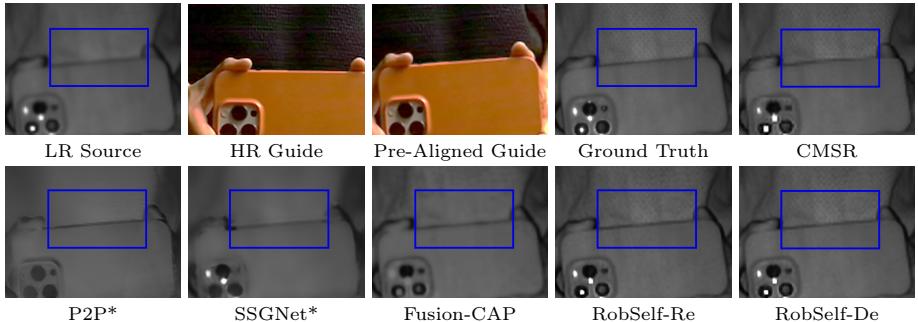 LR Source
HR Guide
Pre-Aligned Guide
Ground Truth
CMSR
P2P*
SSGNet*
Fusion-CAP
RobSelf-Re
RobSelf-De